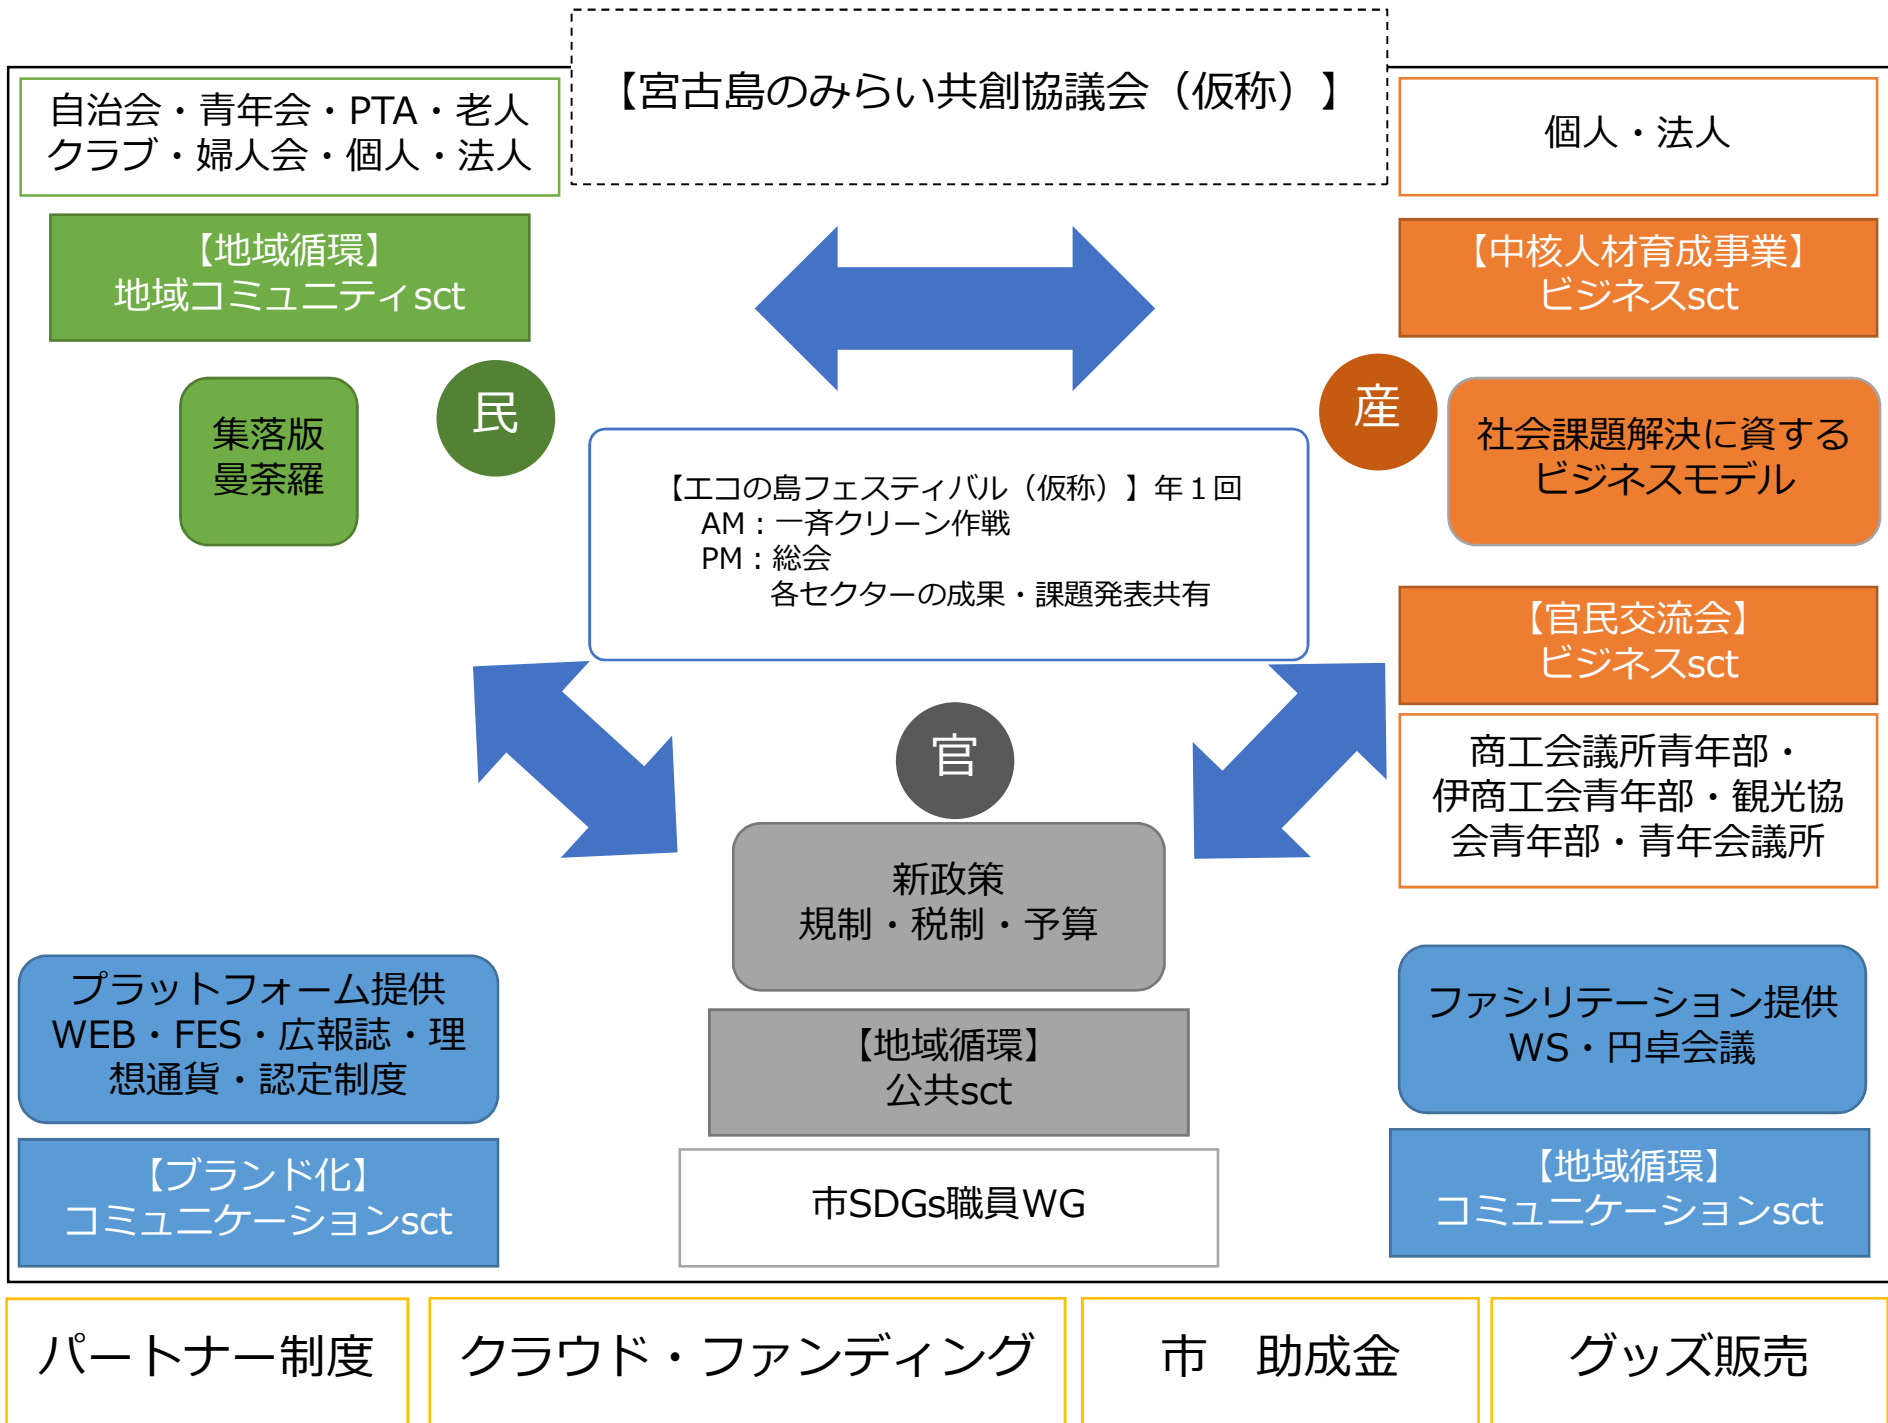 【宮古島のみらい共創協議会（仮称）】
自治会・青年会・PTA・老人
クラブ・婦人会・個人・法人
個人・法人
【地域循環】
地域コミュニティsct
【中核人材育成事業】
ビジネスsct
民
産
集落版
曼荼羅
社会課題解決に資する
ビジネスモデル
【エコの島フェスティバル（仮称）】年１回
AM：一斉クリーン作戦
PM：総会
各セクターの成果・課題発表共有
【官民交流会】
ビジネスsct
官
商工会議所青年部・
伊商工会青年部・観光協
会青年部・青年会議所
新政策
規制・税制・予算
プラットフォーム提供
WEB・FES・広報誌・理
想通貨・認定制度
ファシリテーション提供
WS・円卓会議
【地域循環】
公共sct
【ブランド化】
コミュニケーションsct
市SDGs職員WG
【地域循環】
コミュニケーションsct
パートナー制度
クラウド・ファンディング
市　助成金
グッズ販売